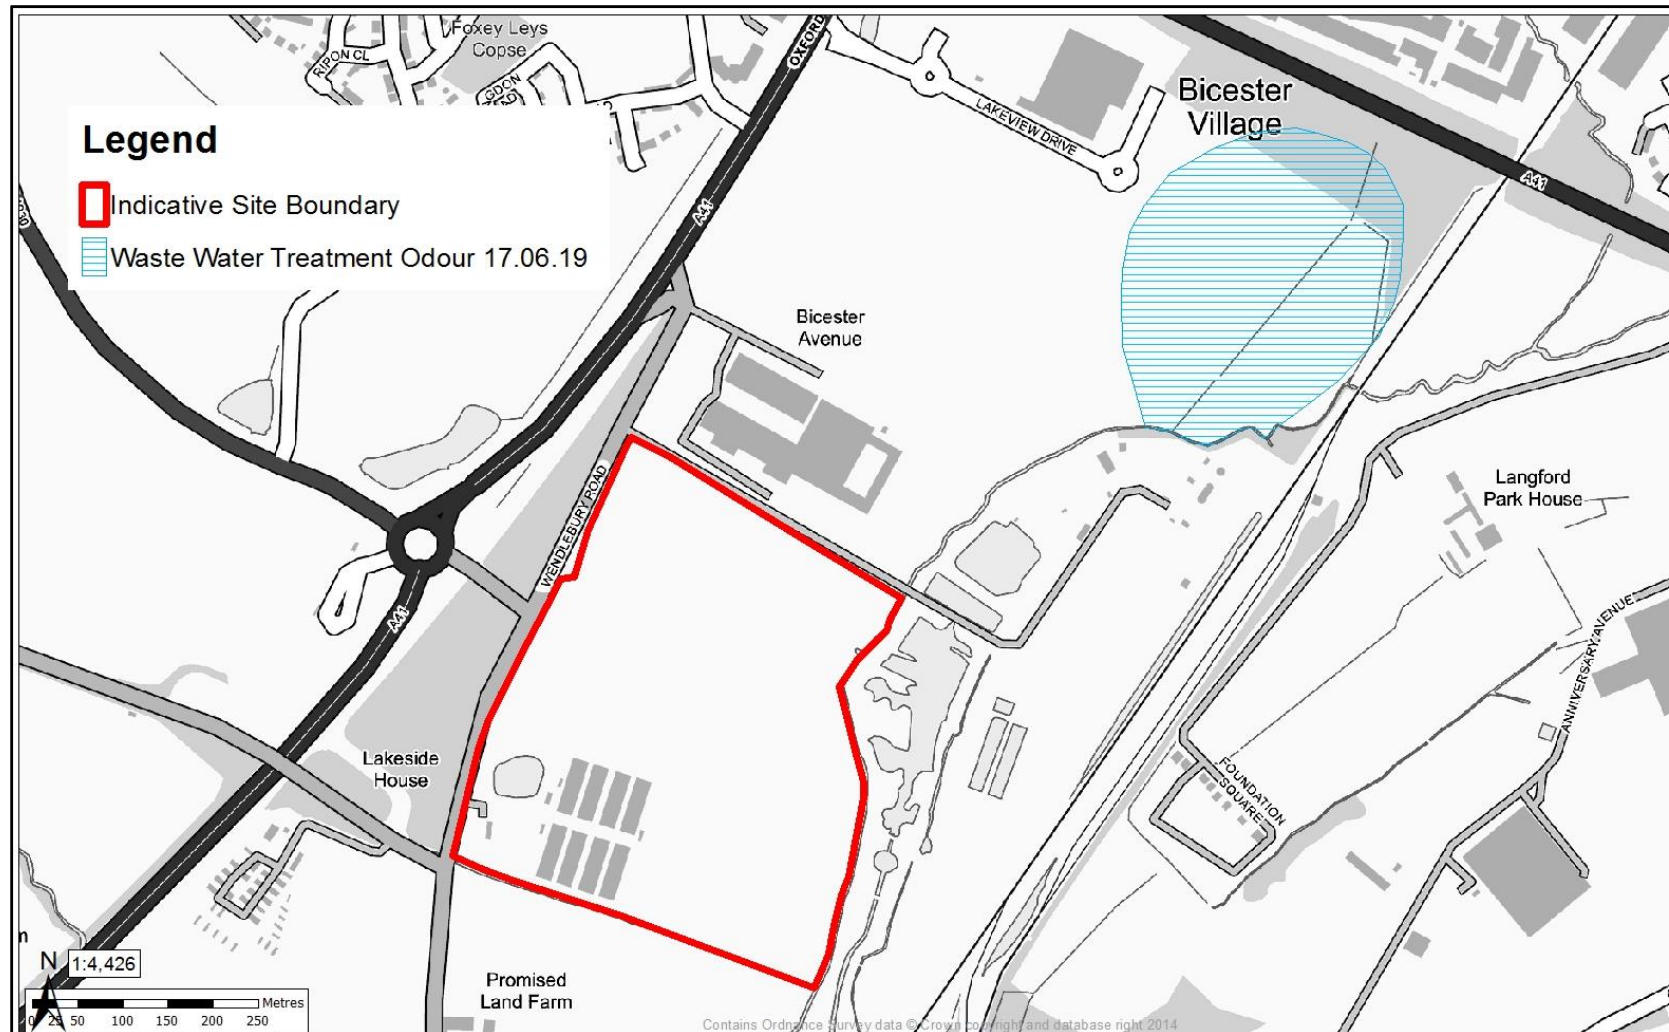 Foxey Leys
Copse
RIPON CL
OXFORD
LAKEVIEW DRIVE
Bicester
Village
Legend
Indicative Site Boundary
Waste Water Treatment Odour 17.06.19
A41
A41
Bicester
Avenue
WENDLEBURY ROAD
Langford
Park House
A41
ANNIVERSARY AVENUE
Lakeside
House
FOUNDATION
SQUARE
Promised
Land Farm
N
1:4,426
0 25 50 100 150 200 250
Metres
Contains Ordnance Survey data © Crown copyright and database right 2014